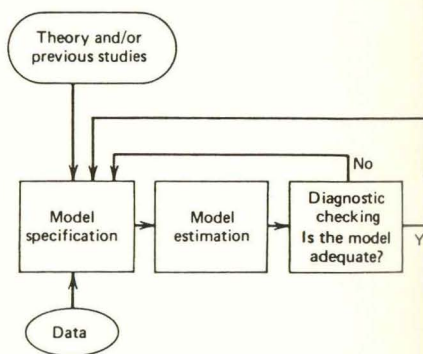 Theory and/or
previous studies
No
Model
specification
Model
estimation
Diagnostic
checking
Is the model
adequate?
Y
Data